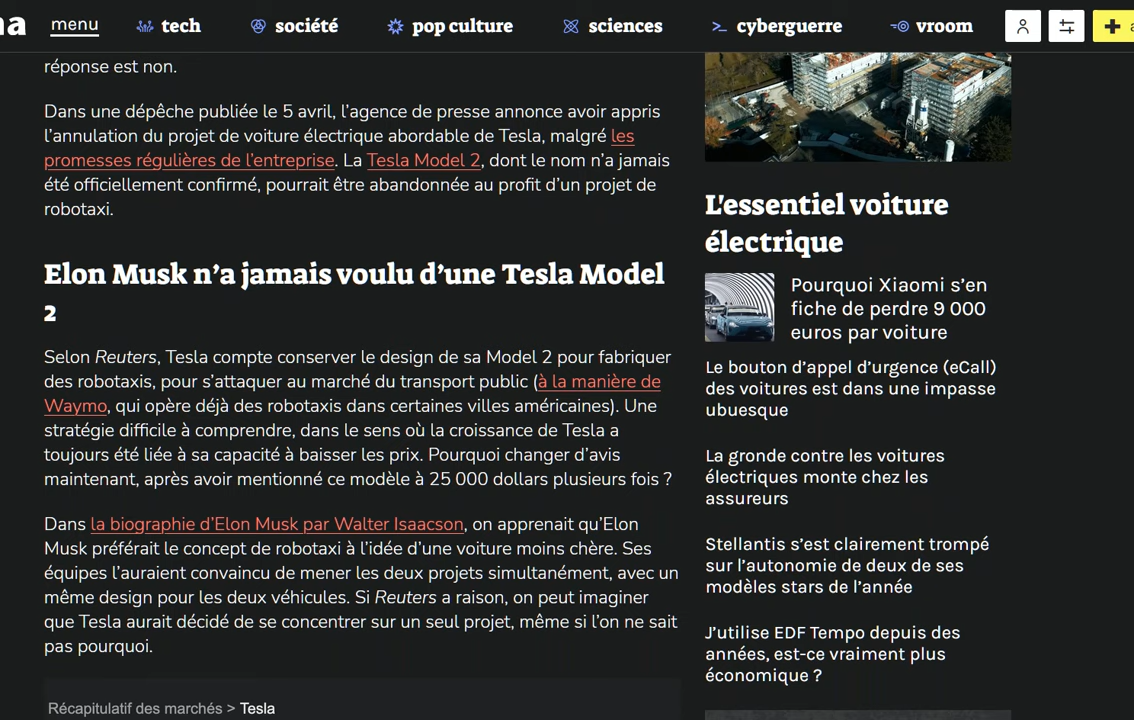 menu
tech
société
pop culture
sciences
cyberguerre
vroom
réponse est non.
Dans une dépêche publiée le 5 avril, l’agence de presse annonce avoir appris
l’annulation du projet de voiture électrique abordable de Tesla, malgré les
promesses régulières de l’entreprise. La Tesla Model 2, dont le nom n’a jamais
été officiellement confirmé, pourrait être abandonnée au profit d’un projet de
robotaxi.
Elon Musk n’a jamais voulu d’une Tesla Model
2
Selon Reuters, Tesla compte conserver le design de sa Model 2 pour fabriquer
des robotaxis, pour s’attaquer au marché du transport public (à la manière de
Waymo, qui opère déjà des robotaxis dans certaines villes américaines). Une
stratégie difficile à comprendre, dans le sens où la croissance de Tesla a
toujours été liée à sa capacité à baisser les prix. Pourquoi changer d’avis
maintenant, après avoir mentionné ce modèle à 25 000 dollars plusieurs fois ?
Dans la biographie d’Elon Musk par Walter Isaacson, on apprenait qu’Elon
Musk préférait le concept de robotaxi à l’idée d’une voiture moins chère. Ses
équipes l’auraient convaincu de mener les deux projets simultanément, avec un
même design pour les deux véhicules. Si Reuters a raison, on peut imaginer
que Tesla aurait décidé de se concentrer sur un seul projet, même si l’on ne sait
pas pourquoi.
Récapitulatif des marchés > Tesla
L’essentiel voiture
électrique
Pourquoi Xiaomi s’en
fiche de perdre 9 000
euros par voiture
Le bouton d’appel d’urgence (eCall)
des voitures est dans une impasse
ubuesque
La gronde contre les voitures
électriques monte chez les
assureurs
Stellantis s’est clairement trompé
sur l’autonomie de deux de ses
modèles stars de l’année
J’utilise EDF Tempo depuis des
années, est-ce vraiment plus
économique ?